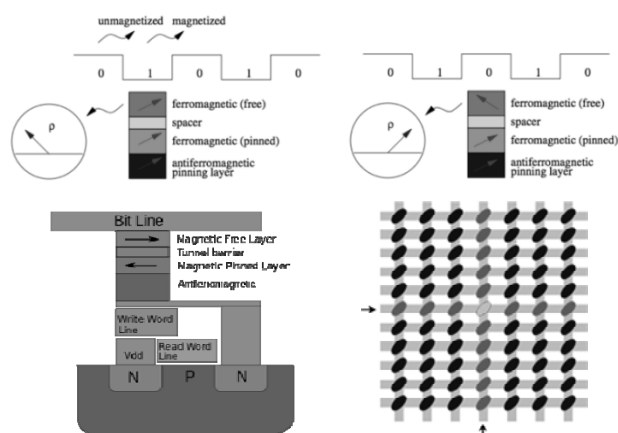 unmagnetized magnetized
0 1 0 1 0
ρ
ferromagnetic (free)
spacer
ferromagnetic (pinned)
antiferromagnetic
pinning layer
0 1 0 1 0
ρ
ferromagnetic (free)
spacer
ferromagnetic (pinned)
antiferromagnetic
pinning layer
Bit Line
Magnetic Free Layer
Tunnel barrier
Magnetic Pinned Layer
Antiferromagnetic
Write Word
Line
Vdd
Read Word
Line
N P N